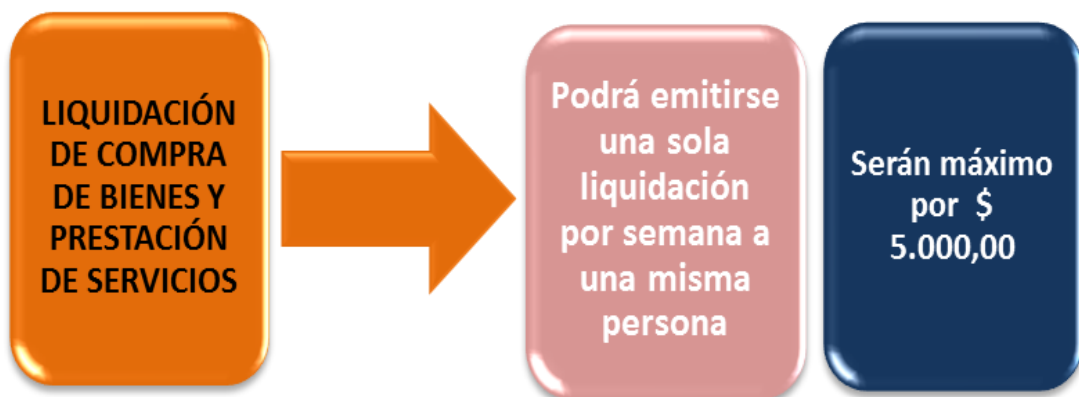 LIQUIDACIÓN
DE COMPRA
DE BIENES Y
PRESTACIÓN
DE SERVICIOS
Podrá emitirse
una sola
liquidación
por semana a
una misma
persona
Serán máximo
por $
5.000,00